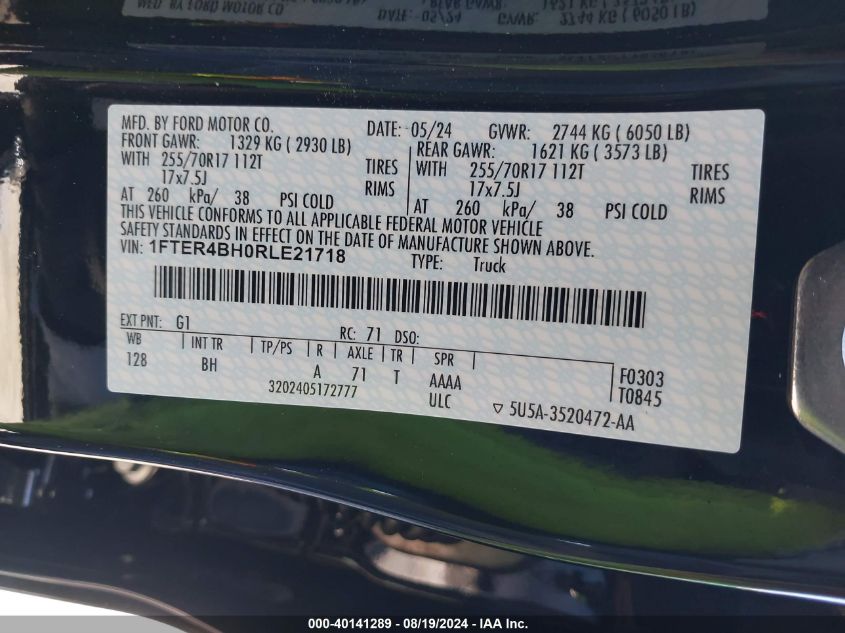 MFD. BY FORD MOTOR CO. DATE: 05/24 GVWR: 2744 KG ( 6050 LB)
FRONT GAWR: 1329 KG ( 2930 LB) REAR GAWR: 1621 KG ( 3573 LB)
WITH 255/70R17 112T TIRES WITH 255/70R17 112T TIRES
17x7.5J RIMS 17x7.5J RIMS
AT 260 kPa/ 38 PSI COLD AT 260 kPa/ 38 PSI COLD
THIS VEHICLE CONFORMS TO ALL APPLICABLE FEDERAL MOTOR VEHICLE
SAFETY STANDARDS IN EFFECT ON THE DATE OF MANUFACTURE SHOWN ABOVE.
VIN: 1FTER4BH0RLE21718 TYPE: Truck
EXT PNT: G1 RC: 71 DSO:
WB INT TR TP/PS R AXLE TR SPR
128 BH A 71 T AAAA F0303
ULC T0845
3202405172777 5U5A-3520472-AA
000-40141289 - 08/19/2024 - IAA Inc.